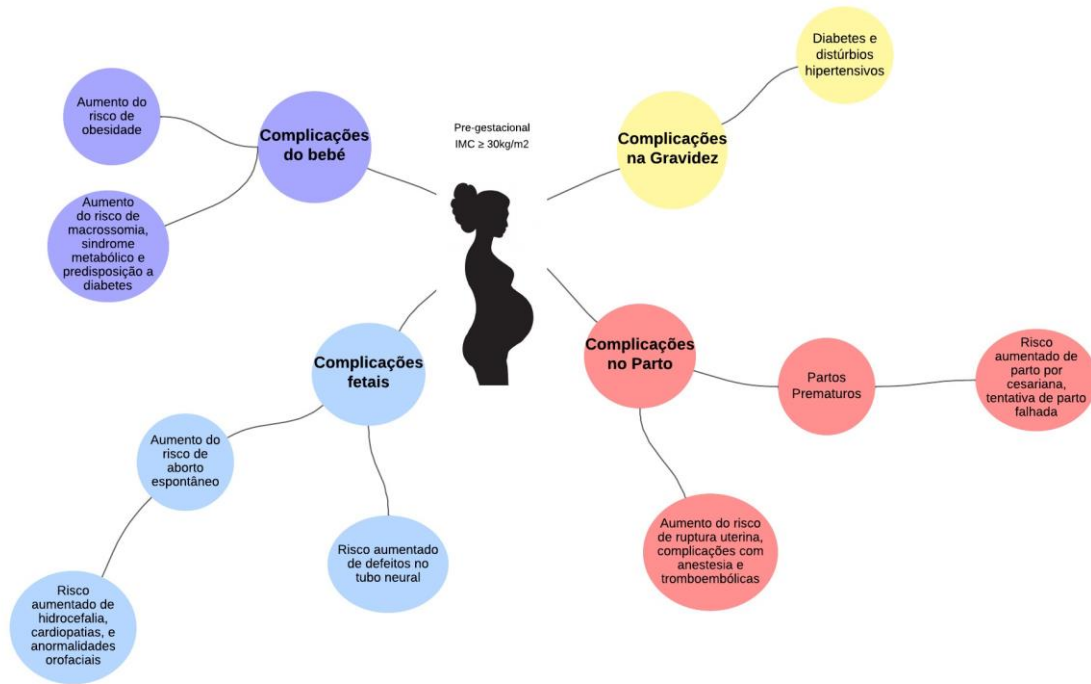 Diabetes e
distúrbios
hipertensivos
Aumento do
risco de
obesidade
Complicações
do bebé
Pre-gestacional
IMC ≥ 30kg/m2
Complicações
na Gravidez
Aumento
do risco de
macrossomia,
sindrome
metabólico e
predisposição a
diabetes
Complicações
fetais
Complicações
no Parto
Partos
Prematuros
Risco
aumentado de
parto por
cesariana,
tentativa de parto
falhada
Aumento do
risco de
aborto
espontâneo
Risco aumentado
de defeitos no
tubo neural
Aumento do risco
de ruptura uterina,
complicações com
anestesia e
tromboembólicas
Risco
aumentado de
hidrocefalia,
cardiopatias, e
anormalidades
orofaciais